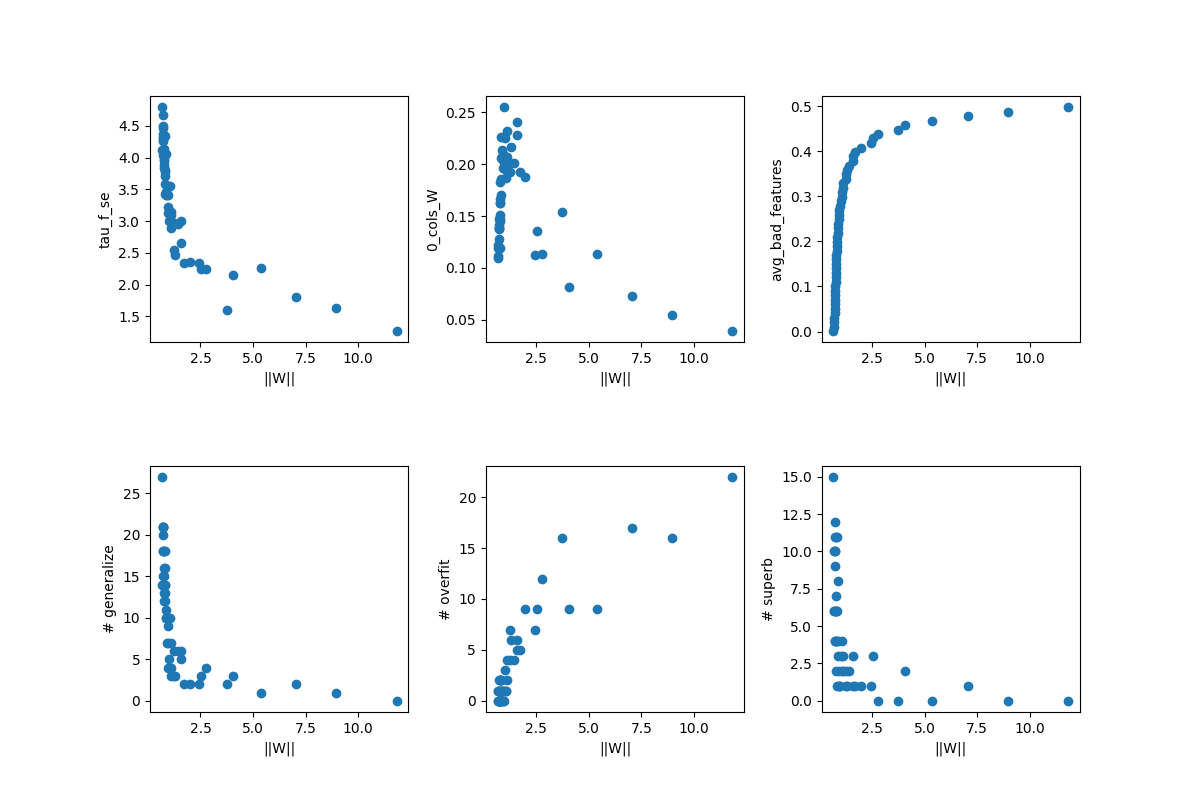 4.5
4.0
3.5
3.0
2.5
2.0
1.5
tau_f_se
2.5 5.0 7.5 10.0
||W||
0.25
0.20
0.15
0.10
0.05
0_cols_W
2.5 5.0 7.5 10.0
||W||
0.5
0.4
0.3
0.2
0.1
0.0
avg_bad_features
2.5 5.0 7.5 10.0
||W||
25
20
15
10
5
0
# generalize
2.5 5.0 7.5 10.0
||W||
20
15
10
5
0
# overfit
2.5 5.0 7.5 10.0
||W||
15.0
12.5
10.0
7.5
5.0
2.5
0.0
# superb
2.5 5.0 7.5 10.0
||W||